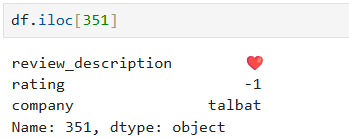 df.iloc[351]
review_description ❤️
rating -1
company talbat
Name: 351, dtype: object